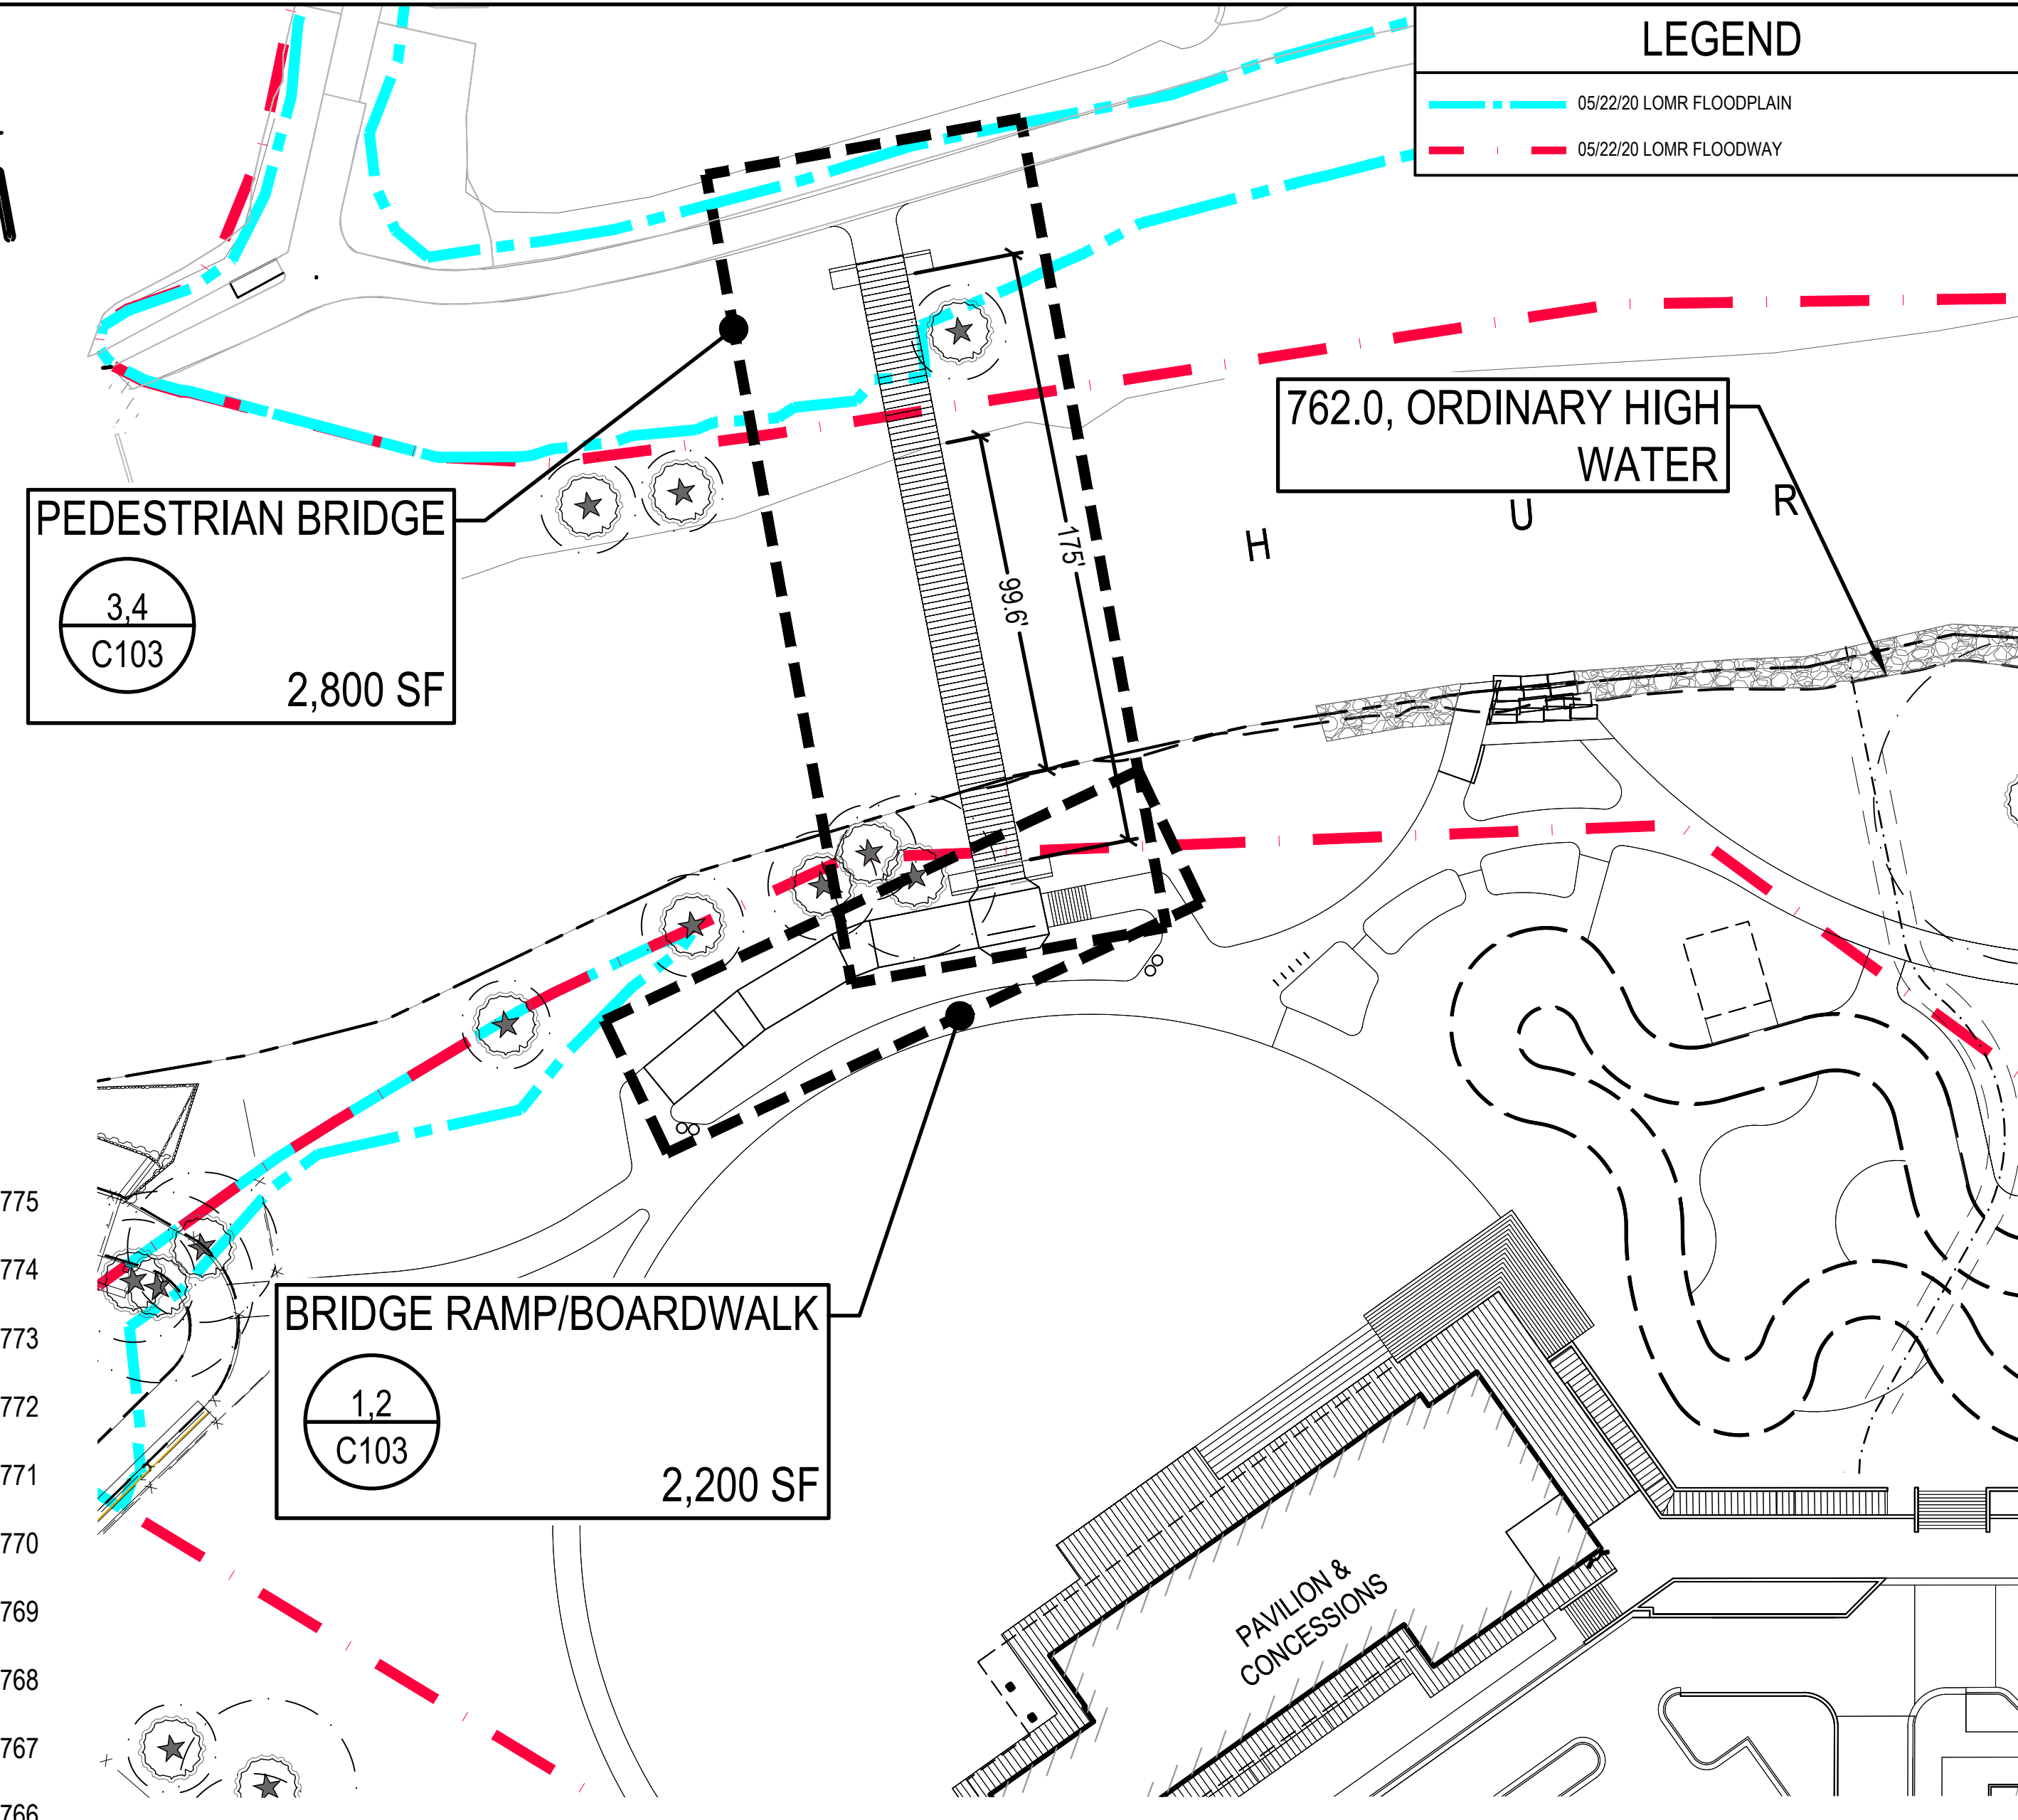 LEGEND
05/22/20 LOMR FLOODPLAIN
05/22/20 LOMR FLOODWAY
762.0, ORDINARY HIGH
WATER
H U R
PEDESTRIAN BRIDGE
3,4
C103
2,800 SF
175'
99.6'
BRIDGE RAMP/BOARDWALK
1,2
C103
2,200 SF
PAVILION &
CONCESSIONS
775
774
773
772
771
770
769
768
767
766